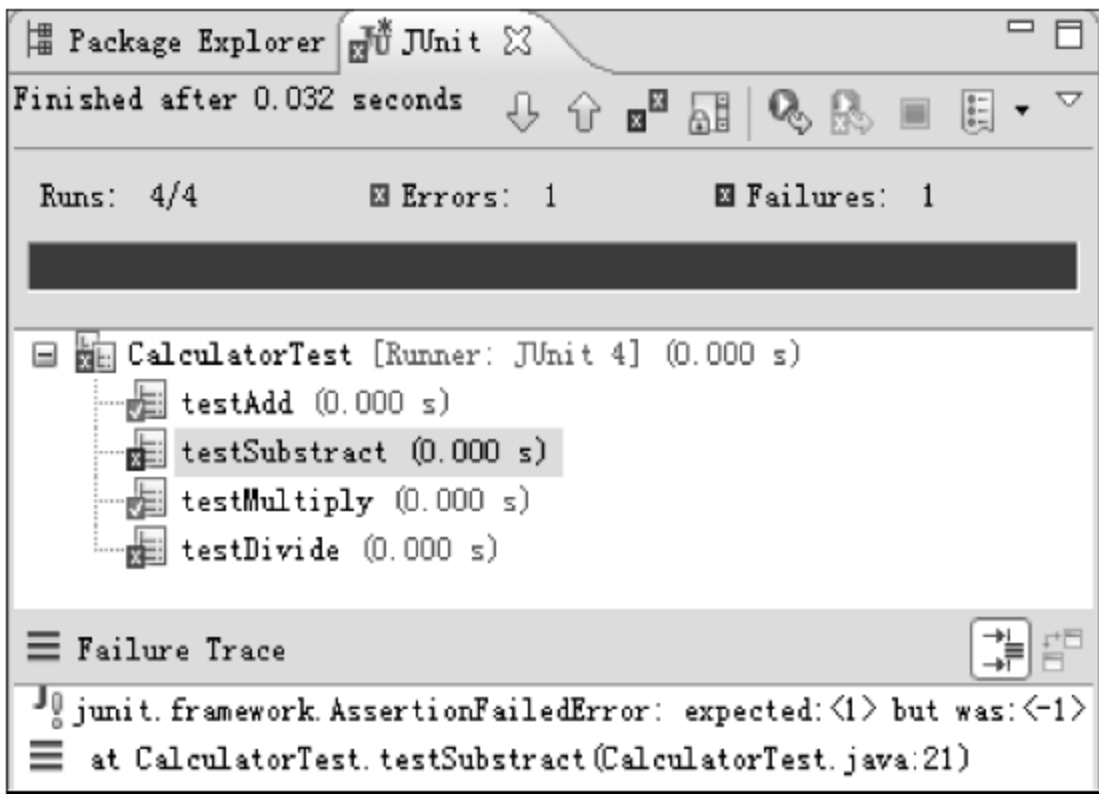 Package Explorer JUnit
Finished after 0.032 seconds
Runs: 4/4 Errors: 1 Failures: 1
CalculatorTest [Runner: JUnit 4] (0.000 s)
testAdd (0.000 s)
testSubstract (0.000 s)
testMultiply (0.000 s)
testDivide (0.000 s)
Failure Trace
junit.framework.AssertionFailedError: expected:<1> but was:<-1>
at CalculatorTest.testSubstract(CalculatorTest.java:21)